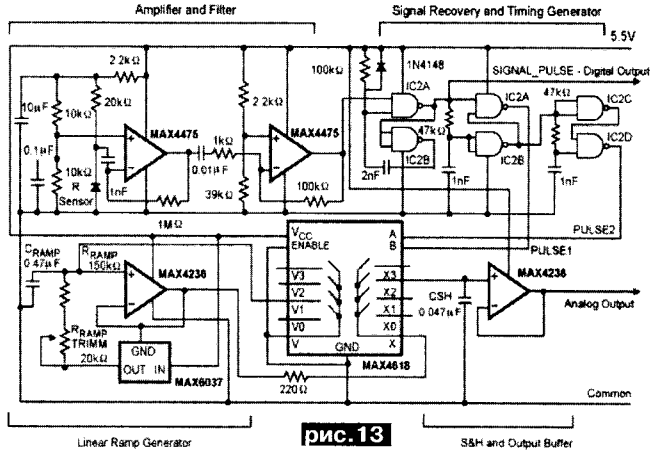 Amplifier and Filter
Signal Recovery and Timing Generator
5.5V
2.2kΩ
100kΩ
1N4148
SIGNAL_PULSE - Digital Output
IC2A
IC2A
47kΩ
IC2C
10µF
10kΩ
20kΩ
2.2kΩ
MAX4475
MAX4475
1kΩ
47kΩ
IC2D
0.1µF
0.01µF
IC2B
IC2B
10kΩ
R
Sensor
1nF
39kΩ
100kΩ
2nF
1nF
1nF
1MΩ
PULSE2
VCC
ENABLE
A
B
PULSE1
CRAMP
0.47µF
RRAMP
150kΩ
MAX4236
MAX4236
V3
V2
V1
V0
V
X3
X2
X1
X0
X
CSH
0.047µF
Analog Output
RRAMP
TRIMM
20kΩ
GND
OUT IN
MAX6037
GND
MAX4618
220Ω
Common
Linear Ramp Generator
рис.13
S&H and Output Buffer